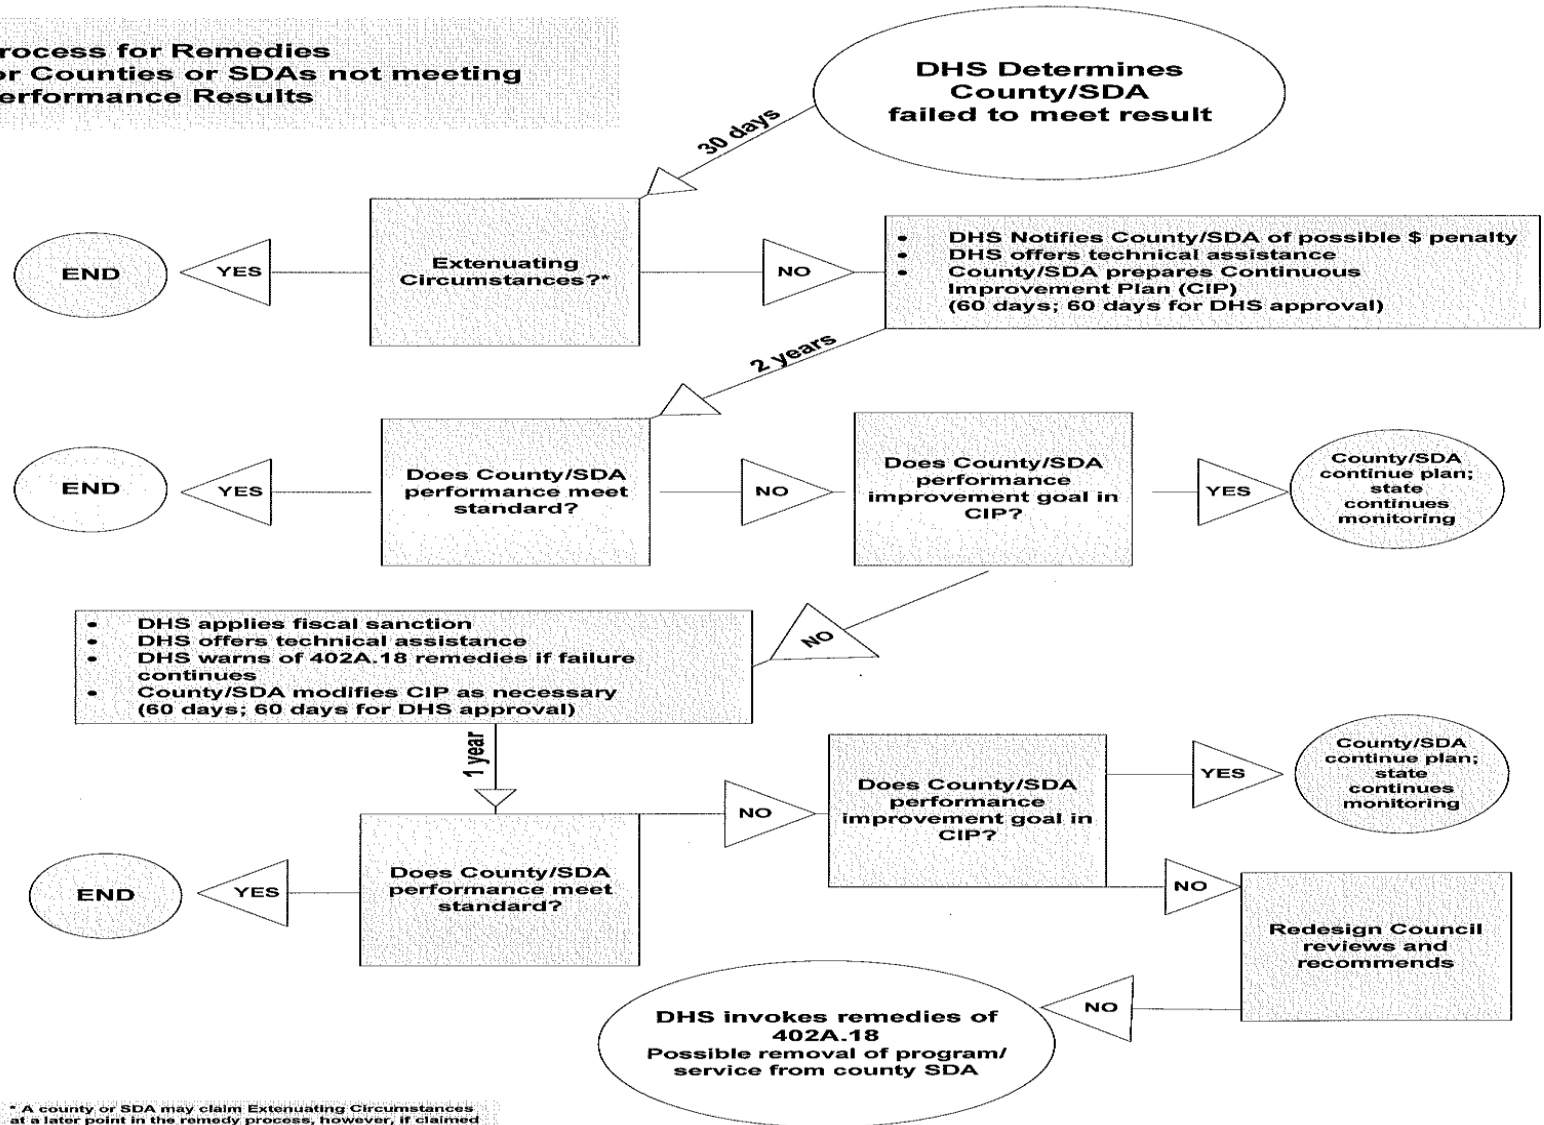 rocess for Remedies
or Counties or SDAs not meeting
erformance Results
DHS Determines
County/SDA
failed to meet result
30 days
END
YES
Extenuating
Circumstances?*
NO
• DHS Notifies County/SDA of possible $ penalty
• DHS offers technical assistance
• County/SDA prepares Continuous
Improvement Plan (CIP)
(60 days; 60 days for DHS approval)
2 years
END
YES
Does County/SDA
performance meet
standard?
NO
Does County/SDA
performance
improvement goal in
CIP?
YES
County/SDA
continue plan;
state
continues
monitoring
NO
• DHS applies fiscal sanction
• DHS offers technical assistance
• DHS warns of 402A.18 remedies if failure
continues
• County/SDA modifies CIP as necessary
(60 days; 60 days for DHS approval)
1 year
END
YES
Does County/SDA
performance meet
standard?
NO
Does County/SDA
performance
improvement goal in
CIP?
YES
County/SDA
continue plan;
state
continues
monitoring
NO
Redesign Council
reviews and
recommends
NO
DHS invokes remedies of
402A.18
Possible removal of program/
service from county SDA
* A county or SDA may claim Extenuating Circumstances
at a later point in the remedy process, however, if claimed